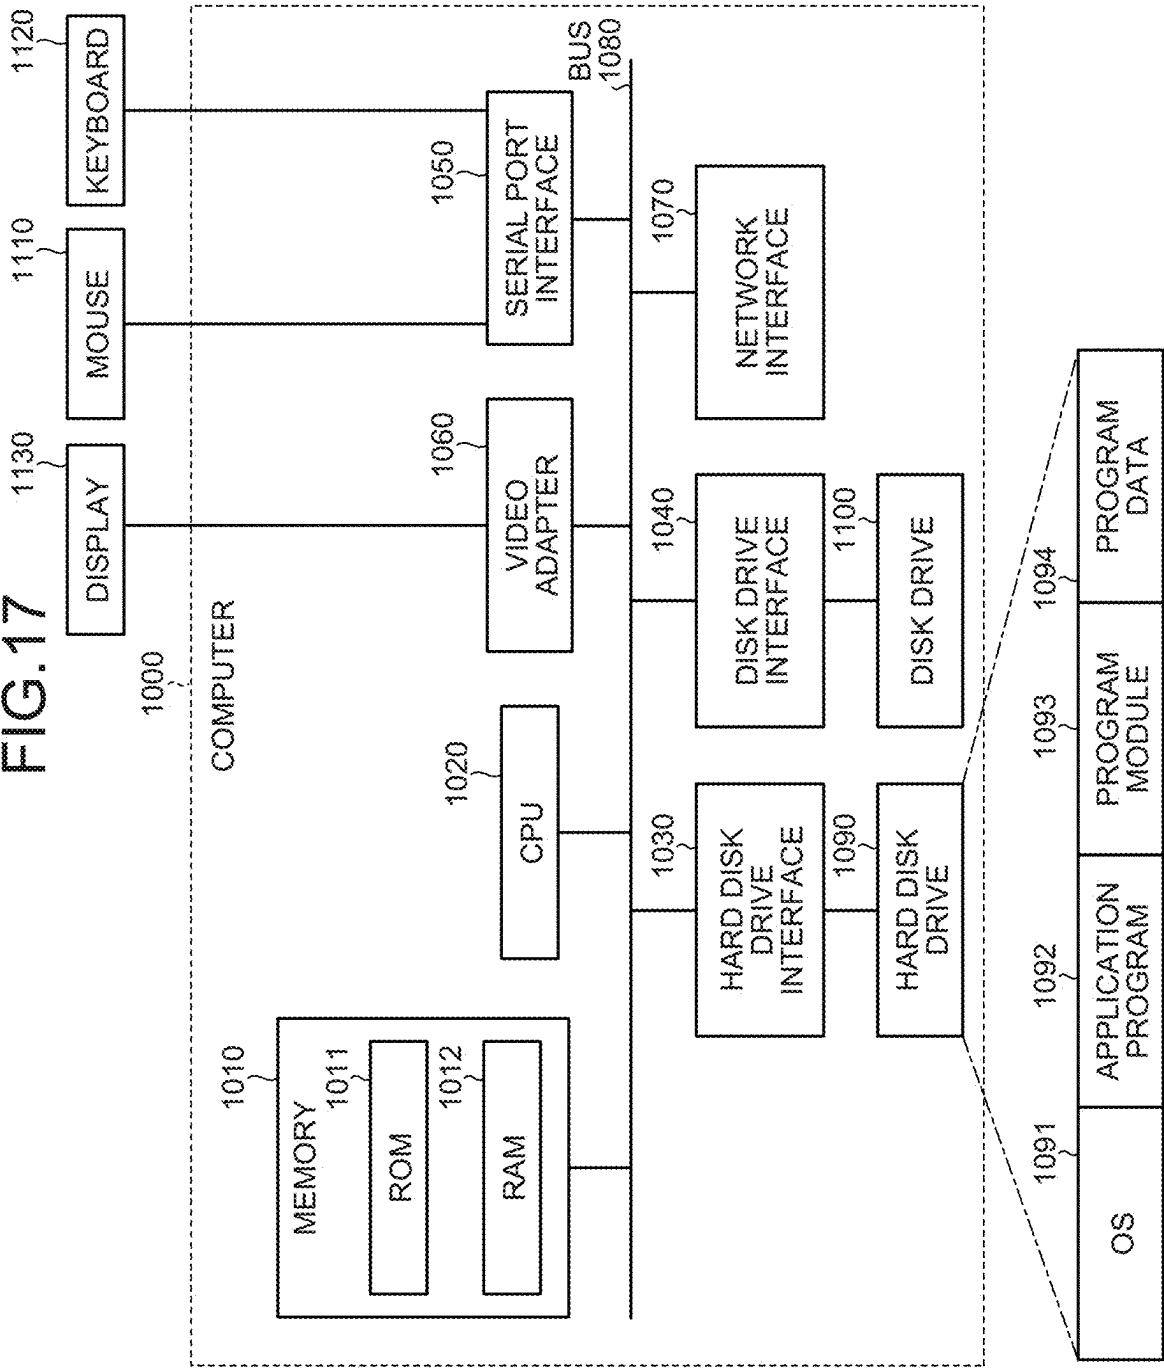 FIG.17
1000
COMPUTER
1010
MEMORY
1011
ROM
1012
RAM
1020
CPU
1130
DISPLAY
1110
MOUSE
1120
KEYBOARD
1060
VIDEO
ADAPTER
1050
SERIAL PORT
INTERFACE
BUS
1080
1030
HARD DISK
DRIVE
INTERFACE
1040
DISK DRIVE
INTERFACE
1070
NETWORK
INTERFACE
1090
HARD DISK
DRIVE
1100
DISK DRIVE
1091
OS
1092
APPLICATION
PROGRAM
1093
PROGRAM
MODULE
1094
PROGRAM
DATA